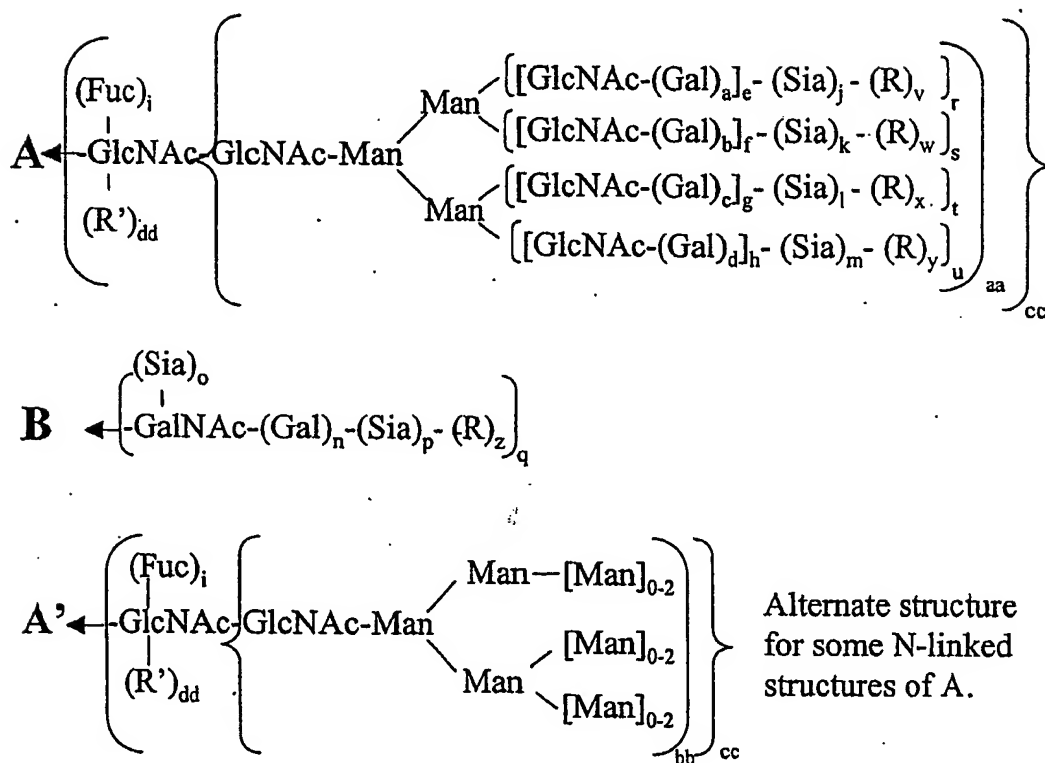 [GlcNAc-(Gal)a]e- (Sia)j- (R)v r
(Fuc)i
Man
[GlcNAc-(Gal)b]f- (Sia)k- (R)w s
A -GlcNAc-GlcNAc-Man
[GlcNAc-(Gal)c]g- (Sia)l- (R)x t
Man
(R')dd
[GlcNAc-(Gal)d]h- (Sia)m- (R)y u aa cc
(Sia)o
B -GalNAc-(Gal)n-(Sia)p- (R)z q
(Fuc)i
Man—[Man]0-2
A' -GlcNAc-GlcNAc-Man
[Man]0-2
Man
(R')dd
[Man]0-2 bb cc
Alternate structure
for some N-linked
structures of A.